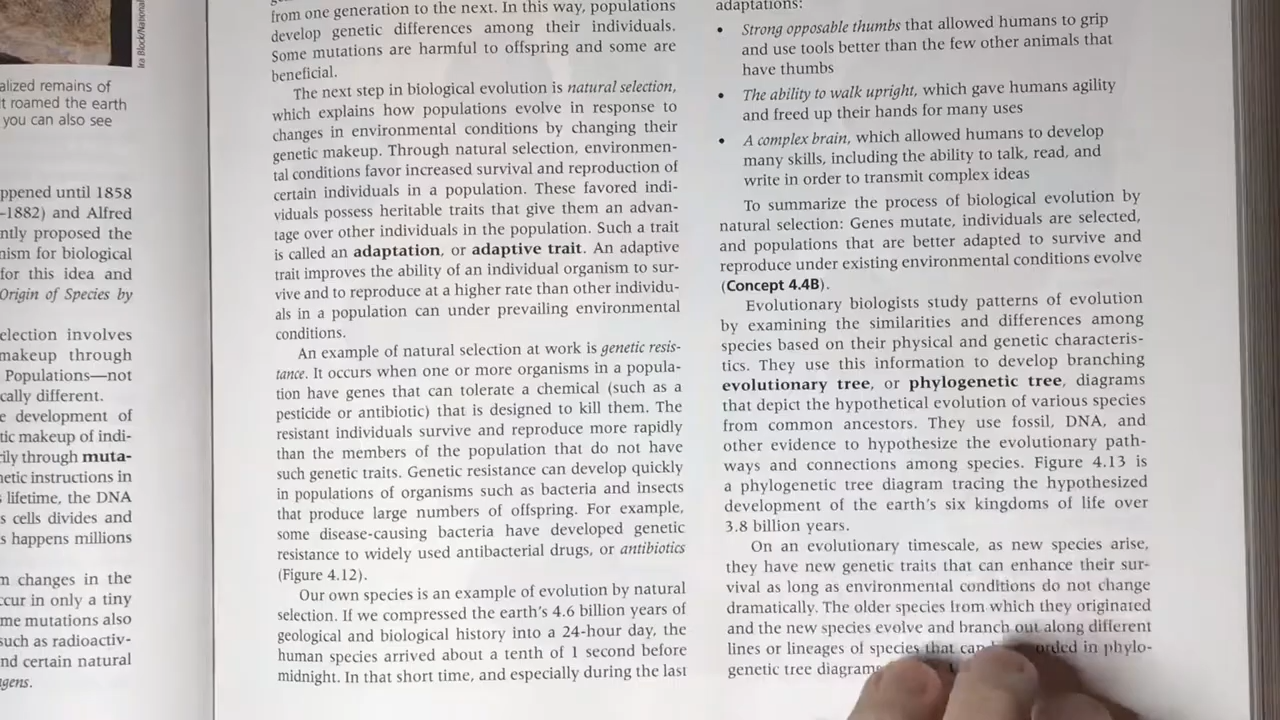 Ira Block/National
alized remains of
t roamed the earth
you can also see
ppened until 1858
–1882) and Alfred
ntly proposed the
nism for biological
for this idea and
Origin of Species by
election involves
makeup through
Populations—not
cally different.
e development of
tic makeup of indi-
rily through muta-
netic instructions in
lifetime, the DNA
s cells divides and
s happens millions
m changes in the
ccur in only a tiny
me mutations also
such as radioactiv-
nd certain natural
gens.
from one generation to the next. In this way, populations
develop genetic differences among their individuals.
Some mutations are harmful to offspring and some are
beneficial.
The next step in biological evolution is natural selection,
which explains how populations evolve in response to
changes in environmental conditions by changing their
genetic makeup. Through natural selection, environmen-
tal conditions favor increased survival and reproduction of
certain individuals in a population. These favored indi-
viduals possess heritable traits that give them an advan-
tage over other individuals in the population. Such a trait
is called an adaptation, or adaptive trait. An adaptive
trait improves the ability of an individual organism to sur-
vive and to reproduce at a higher rate than other individu-
als in a population can under prevailing environmental
conditions.
An example of natural selection at work is genetic resis-
tance. It occurs when one or more organisms in a popula-
tion have genes that can tolerate a chemical (such as a
pesticide or antibiotic) that is designed to kill them. The
resistant individuals survive and reproduce more rapidly
than the members of the population that do not have
such genetic traits. Genetic resistance can develop quickly
in populations of organisms such as bacteria and insects
that produce large numbers of offspring. For example,
some disease-causing bacteria have developed genetic
resistance to widely used antibacterial drugs, or antibiotics
(Figure 4.12).
Our own species is an example of evolution by natural
selection. If we compressed the earth's 4.6 billion years of
geological and biological history into a 24-hour day, the
human species arrived about a tenth of 1 second before
midnight. In that short time, and especially during the last
adaptations:
• Strong opposable thumbs that allowed humans to grip
and use tools better than the few other animals that
have thumbs
• The ability to walk upright, which gave humans agility
and freed up their hands for many uses
• A complex brain, which allowed humans to develop
many skills, including the ability to talk, read, and
write in order to transmit complex ideas
To summarize the process of biological evolution by
natural selection: Genes mutate, individuals are selected,
and populations that are better adapted to survive and
reproduce under existing environmental conditions evolve
(Concept 4.4B).
Evolutionary biologists study patterns of evolution
by examining the similarities and differences among
species based on their physical and genetic characteris-
tics. They use this information to develop branching
evolutionary tree, or phylogenetic tree, diagrams
that depict the hypothetical evolution of various species
from common ancestors. They use fossil, DNA, and
other evidence to hypothesize the evolutionary path-
ways and connections among species. Figure 4.13 is
a phylogenetic tree diagram tracing the hypothesized
development of the earth's six kingdoms of life over
3.8 billion years.
On an evolutionary timescale, as new species arise,
they have new genetic traits that can enhance their sur-
vival as long as environmental conditions do not change
dramatically. The older species from which they originated
and the new species evolve and branch out along different
lines or lineages of species that can orded in phylo-
genetic tree diagrams